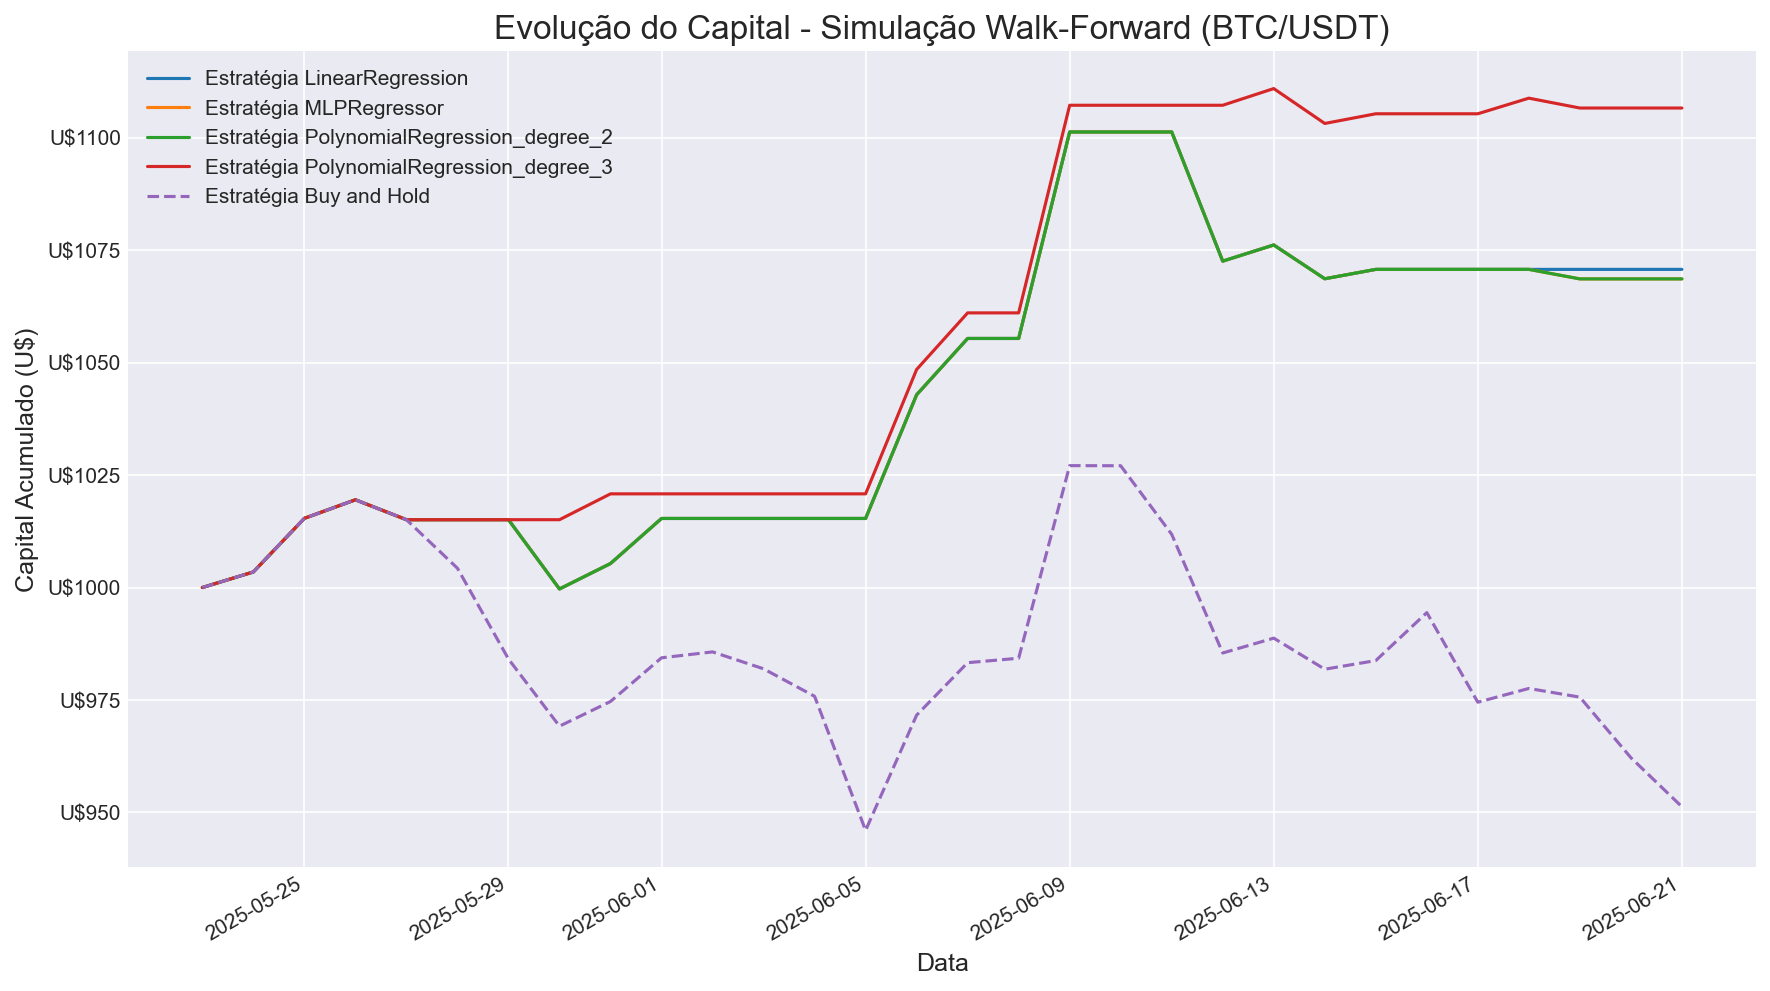 Evolução do Capital - Simulação Walk-Forward (BTC/USDT)
Estratégia LinearRegression
Estratégia MLPRegressor
Estratégia PolynomialRegression_degree_2
Estratégia PolynomialRegression_degree_3
Estratégia Buy and Hold
U$1100
U$1075
U$1050
U$1025
U$1000
U$975
U$950
Capital Acumulado (U$)
2025-05-25
2025-05-29
2025-06-01
2025-06-05
2025-06-09
2025-06-13
2025-06-17
2025-06-21
Data